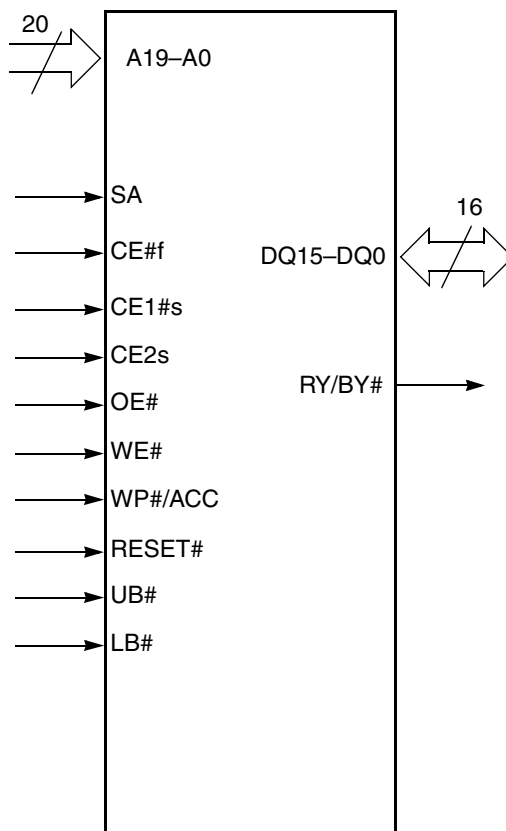 20
A19–A0
SA
16
CE#f
DQ15–DQ0
CE1#s
CE2s
RY/BY#
OE#
WE#
WP#/ACC
RESET#
UB#
LB#